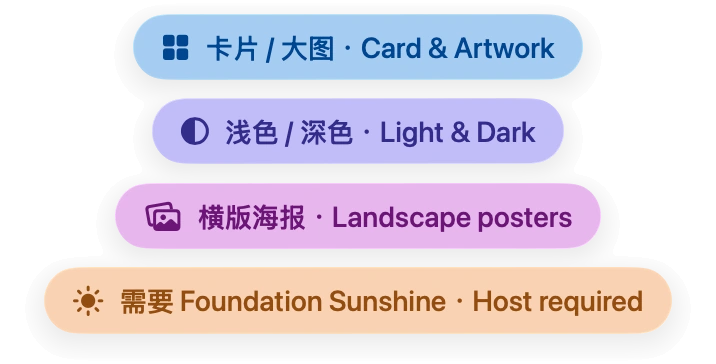 卡片 / 大图 · Card & Artwork
浅色 / 深色 · Light & Dark
横版海报 · Landscape posters
需要 Foundation Sunshine · Host required